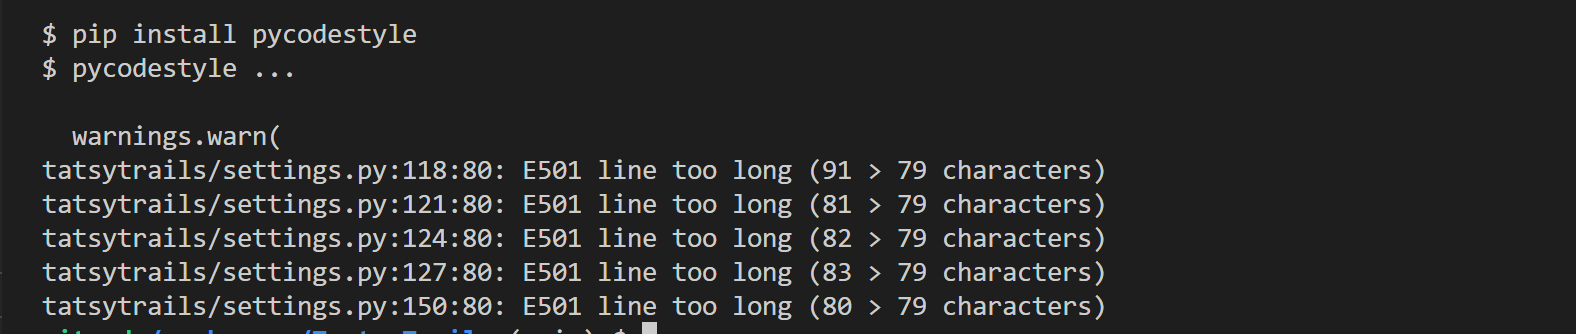 $ pip install pycodestyle
$ pycodestyle ...
warnings.warn(
tatsytrails/settings.py:118:80: E501 line too long (91 > 79 characters)
tatsytrails/settings.py:121:80: E501 line too long (81 > 79 characters)
tatsytrails/settings.py:124:80: E501 line too long (82 > 79 characters)
tatsytrails/settings.py:127:80: E501 line too long (83 > 79 characters)
tatsytrails/settings.py:150:80: E501 line too long (80 > 79 characters)